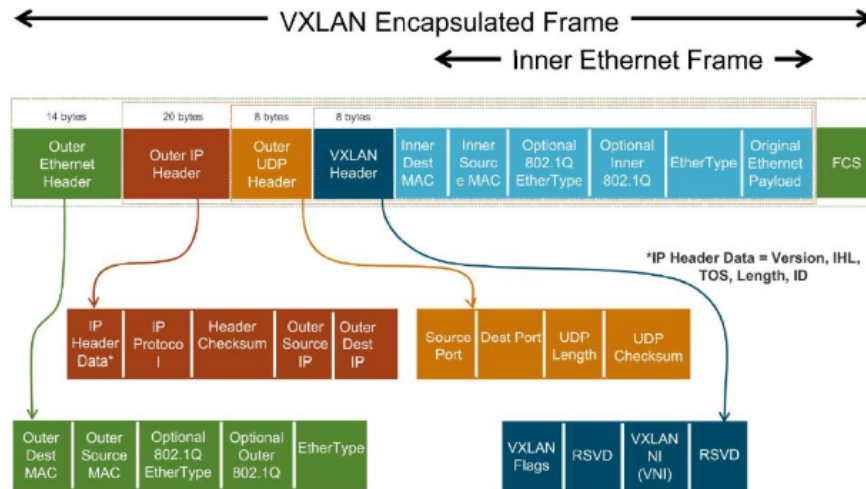 VXLAN Encapsulated Frame
Inner Ethernet Frame
14 bytes
20 bytes
8 bytes
8 bytes
Outer
Ethernet
Header
Outer IP
Header
Outer
UDP
Header
VXLAN
Header
Inner
Dest
MAC
Inner
Sourc
e MAC
Optional
802.1Q
EtherType
Optional
Inner
802.1Q
EtherType
Original
Ethernet
Payload
FCS
*IP Header Data = Version, IHL,
TOS, Length, ID
IP
Header
Data*
IP
Protoco
l
Header
Checksum
Outer
Source
IP
Outer
Dest
IP
Source
Port
Dest Port
UDP
Length
UDP
Checksum
Outer
Dest
MAC
Outer
Source
MAC
Optional
802.1Q
EtherType
Optional
Outer
802.1Q
EtherType
VXLAN
Flags
RSVD
VXLAN
NI
(VNI)
RSVD